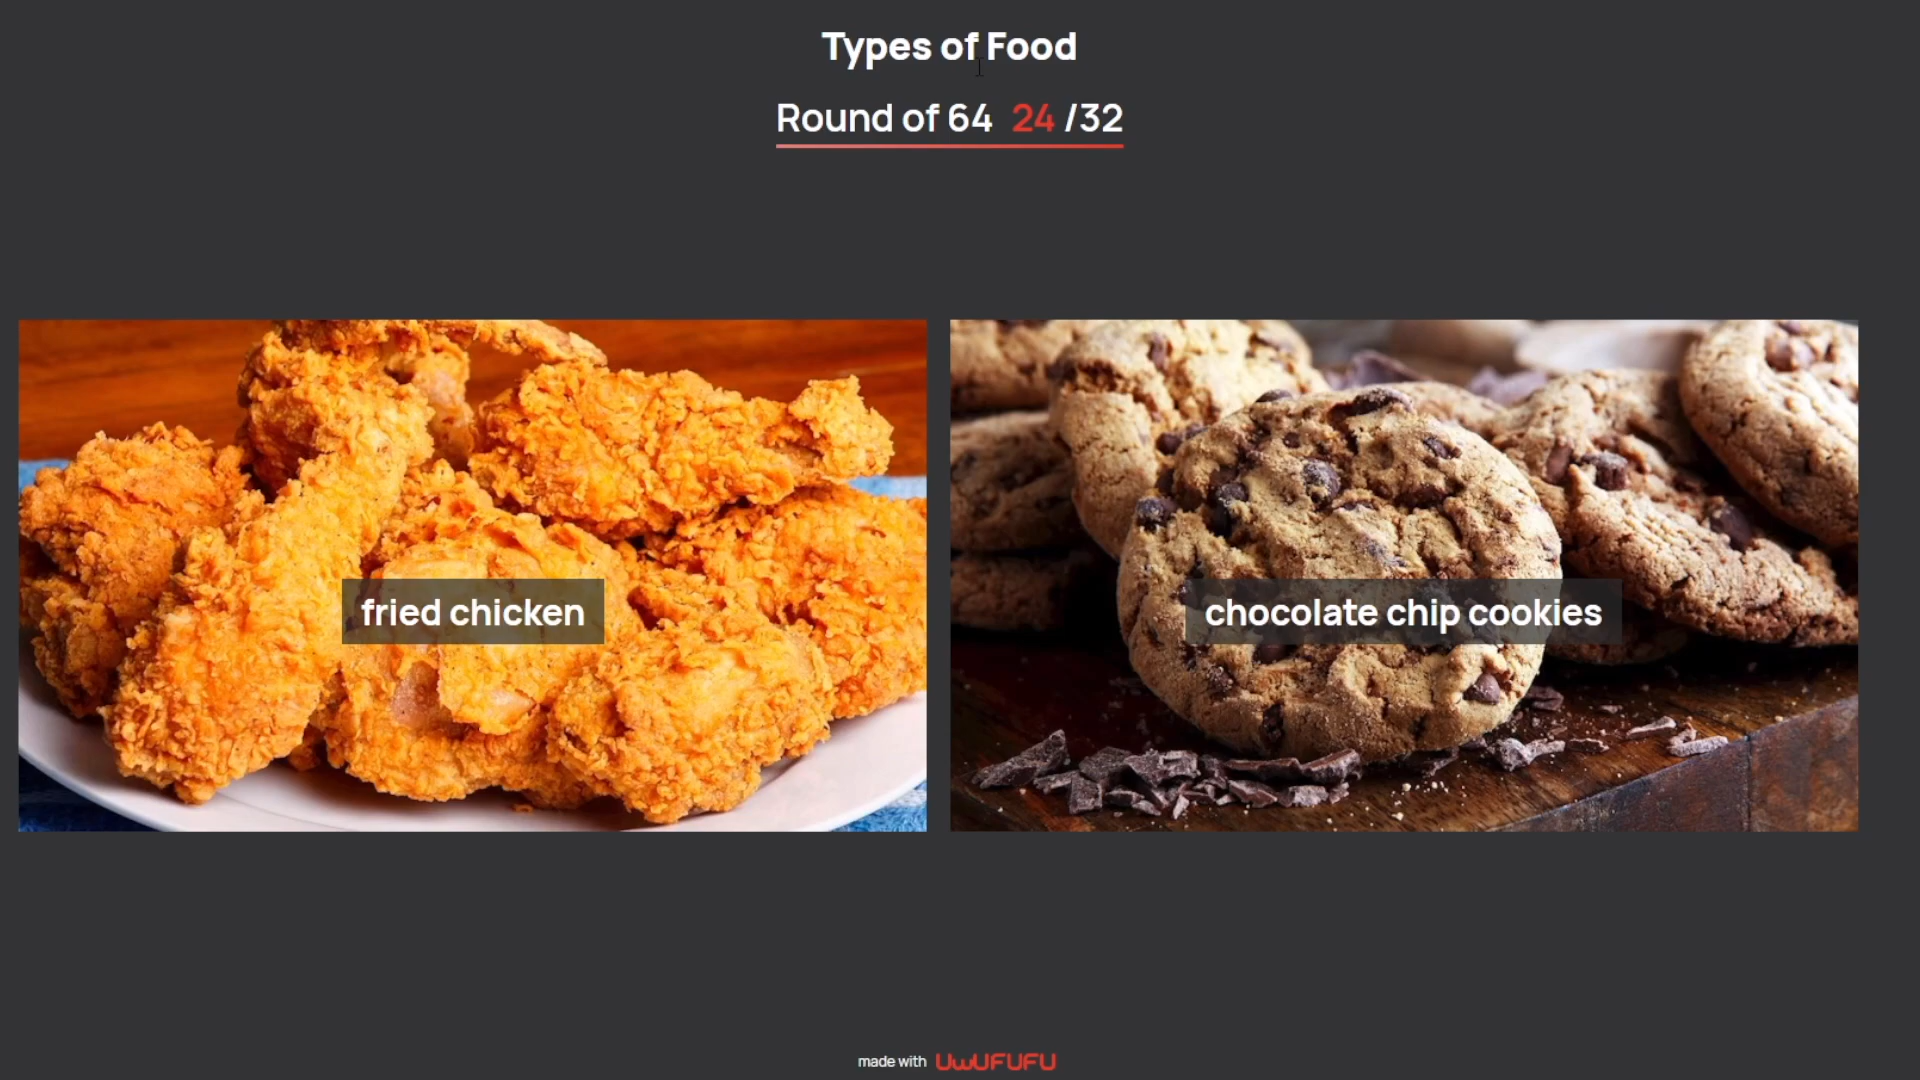 Types of Food
Round of 64 24 /32
fried chicken
chocolate chip cookies
made with UwUFUFU